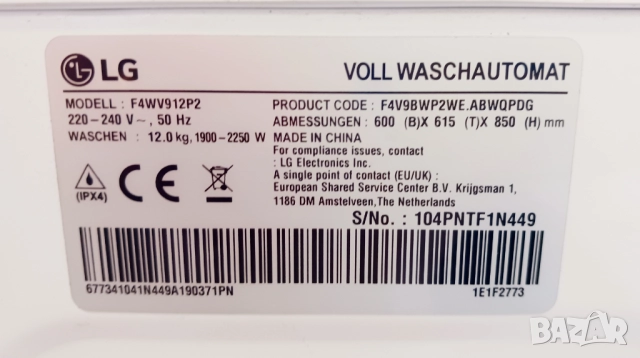 LG VOLL WASCHAUTOMAT
MODELL : F4WV912P2 PRODUCT CODE : F4V9BWP2WE.ABWQPDG
220-240 V~, 50 Hz ABMESSUNGEN: 600 (B)X 615 (T)X 850 (H) mm
WASCHEN : 12.0 kg, 1900-2250 W MADE IN CHINA
For compliance issues, contact
: LG Electronics Inc.
A single point of contact (EU/UK) :
European Shared Service Center B.V. Krijgsman 1,
1186 DM Amstelveen,The Netherlands
(IPX4) CE
S/No. : 104PNTF1N449
677341041N449A190371PN 1E1F2773
BAZAR